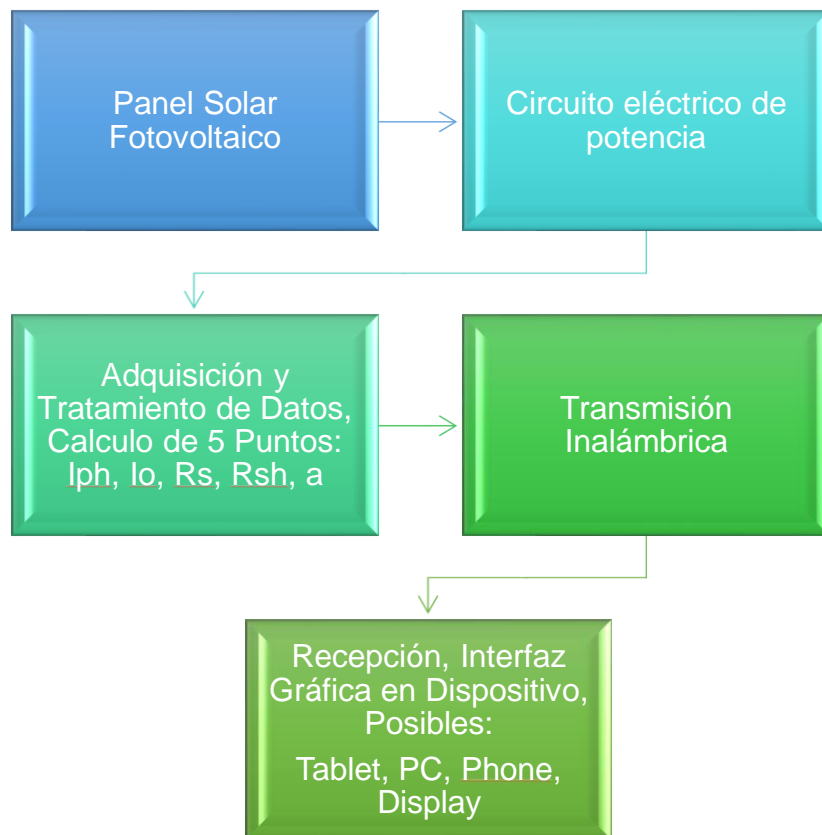 Panel Solar
Fotovoltaico
Circuito eléctrico de
potencia
Adquisición y
Tratamiento de Datos,
Calculo de 5 Puntos:
Iph, Io, Rs, Rsh, a
Transmisión
Inalámbrica
Recepción, Interfaz
Gráfica en Dispositivo,
Posibles:
Tablet, PC, Phone,
Display